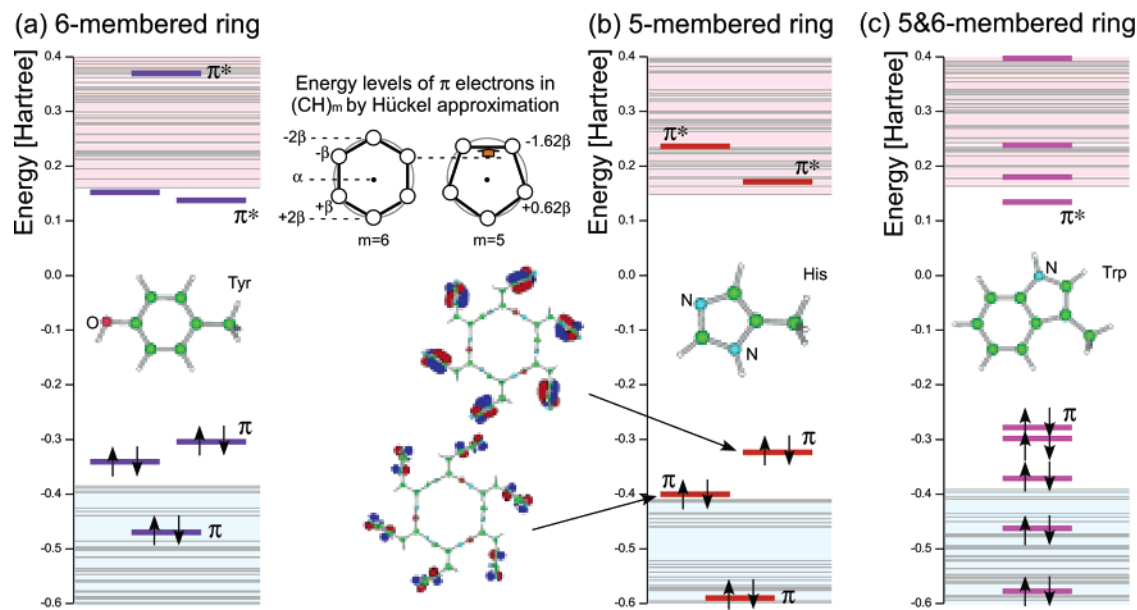 (a) 6-membered ring
(b) 5-membered ring
(c) 5&6-membered ring
Energy [Hartree]
0.4
0.3
0.2
0.1
0.0
-0.1
-0.2
-0.3
-0.4
-0.5
-0.6
π*
π*
Tyr
O
π
π
Energy levels of π electrons in
(CH)m by Hückel approximation
-2β
-β
α
+β
+2β
m=6
-1.62β
+0.62β
m=5
Energy [Hartree]
0.4
0.3
0.2
0.1
0.0
-0.1
-0.2
-0.3
-0.4
-0.5
-0.6
π*
π*
His
N
N
π
π
π
Energy [Hartree]
0.4
0.3
0.2
0.1
0.0
-0.1
-0.2
-0.3
-0.4
-0.5
-0.6
π*
N
Trp
π